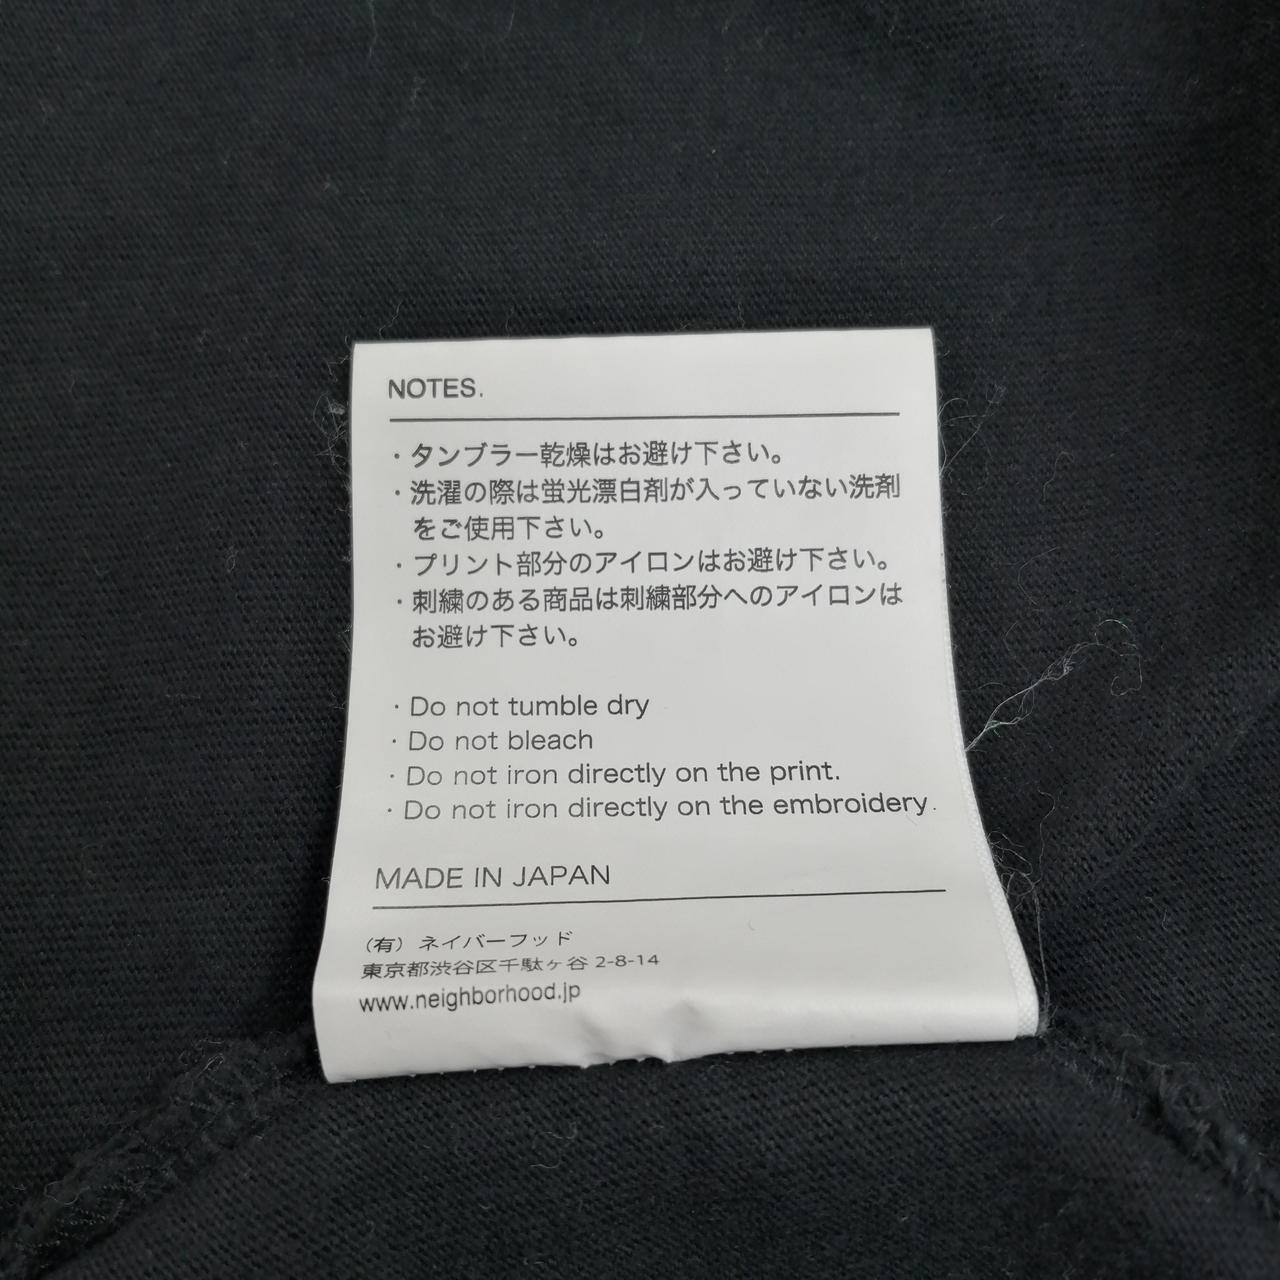 NOTES.
・タンブラー乾燥はお避け下さい。
・洗濯の際は蛍光漂白剤が入っていない洗剤
をご使用下さい。
・プリント部分のアイロンはお避け下さい。
・刺繍のある商品は刺繍部分へのアイロンは
お避け下さい。
・Do not tumble dry
・Do not bleach
・Do not iron directly on the print.
・Do not iron directly on the embroidery.
MADE IN JAPAN
（有）ネイバーフッド
東京都渋谷区千駄ヶ谷 2-8-14
www.neighborhood.jp